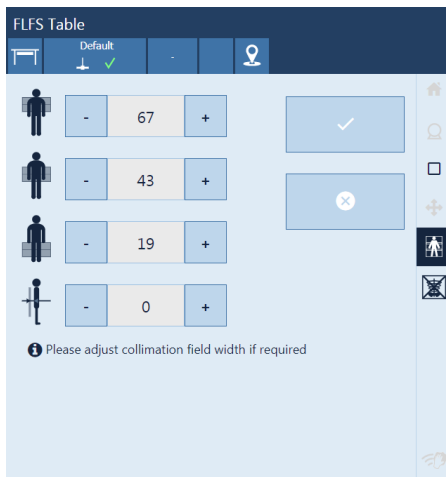 FLFS Table
Default
-
- 67 +
- 43 +
- 19 +
- 0 +
Please adjust collimation field width if required